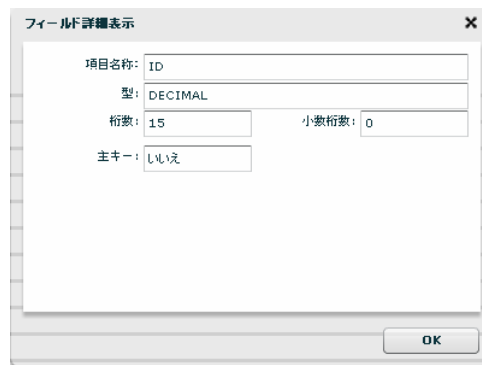 フィールド詳細表示
項目名称: ID
型: DECIMAL
桁数: 15 小数桁数: 0
主キー: いいえ
OK